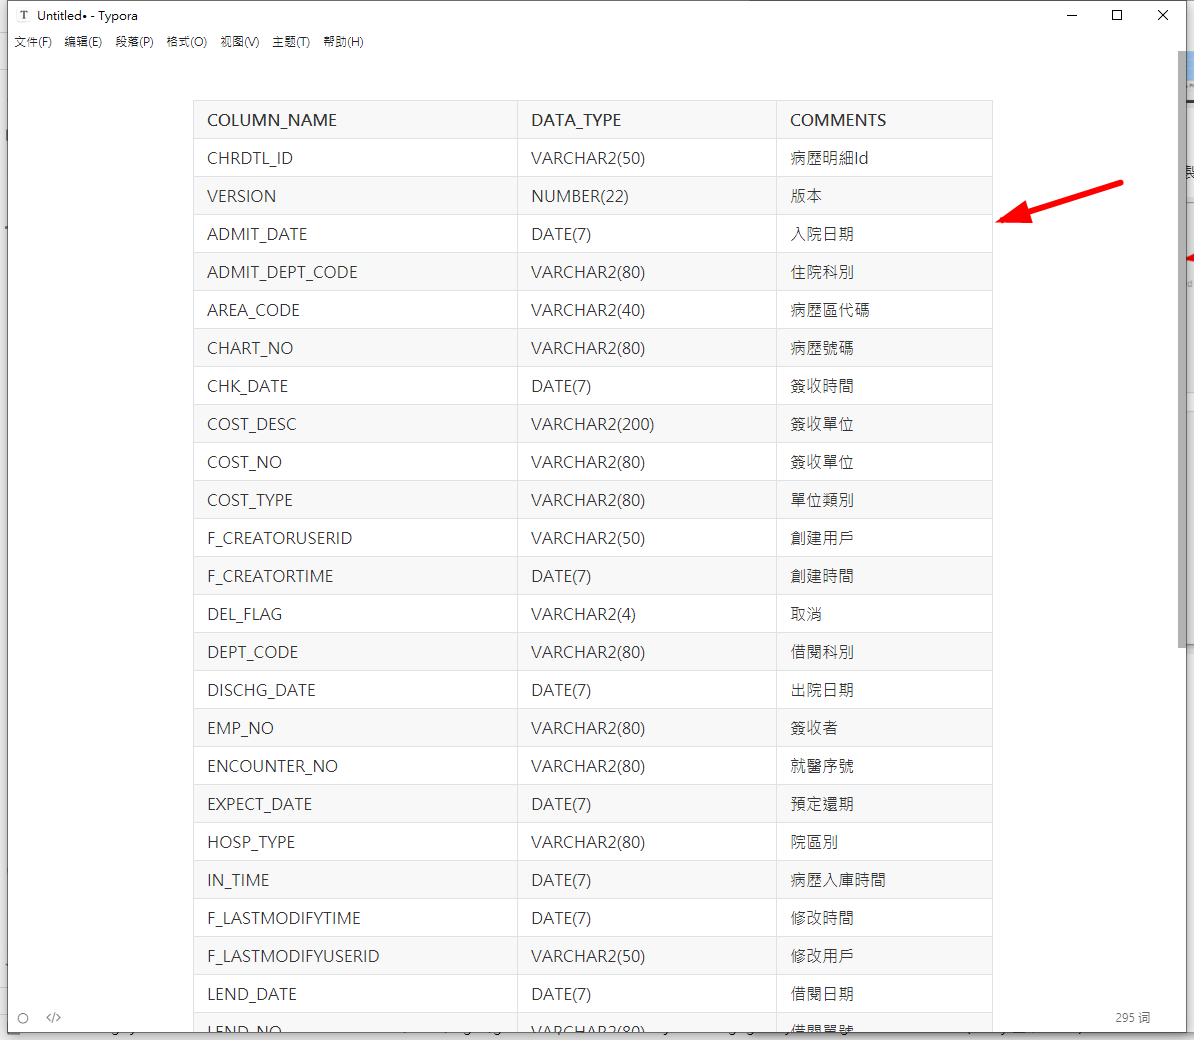 Untitled• - Typora
文件(F) 编辑(E) 段落(P) 格式(O) 视图(V) 主题(T) 帮助(H)
COLUMN_NAME DATA_TYPE COMMENTS
CHRDTL_ID VARCHAR2(50) 病歷明細Id
VERSION NUMBER(22) 版本
ADMIT_DATE DATE(7) 入院日期
ADMIT_DEPT_CODE VARCHAR2(80) 住院科別
AREA_CODE VARCHAR2(40) 病歷區代碼
CHART_NO VARCHAR2(80) 病歷號碼
CHK_DATE DATE(7) 簽收時間
COST_DESC VARCHAR2(200) 簽收單位
COST_NO VARCHAR2(80) 簽收單位
COST_TYPE VARCHAR2(80) 單位類別
F_CREATORUSERID VARCHAR2(50) 創建用戶
F_CREATORTIME DATE(7) 創建時間
DEL_FLAG VARCHAR2(4) 取消
DEPT_CODE VARCHAR2(80) 借閱科別
DISCHG_DATE DATE(7) 出院日期
EMP_NO VARCHAR2(80) 簽收者
ENCOUNTER_NO VARCHAR2(80) 就醫序號
EXPECT_DATE DATE(7) 預定還期
HOSP_TYPE VARCHAR2(80) 院區別
IN_TIME DATE(7) 病歷入庫時間
F_LASTMODIFYTIME DATE(7) 修改時間
F_LASTMODIFYUSERID VARCHAR2(50) 修改用戶
LEND_DATE DATE(7) 借閱日期
LEND_NO VARCHAR2(80) 借閱單號
295 词